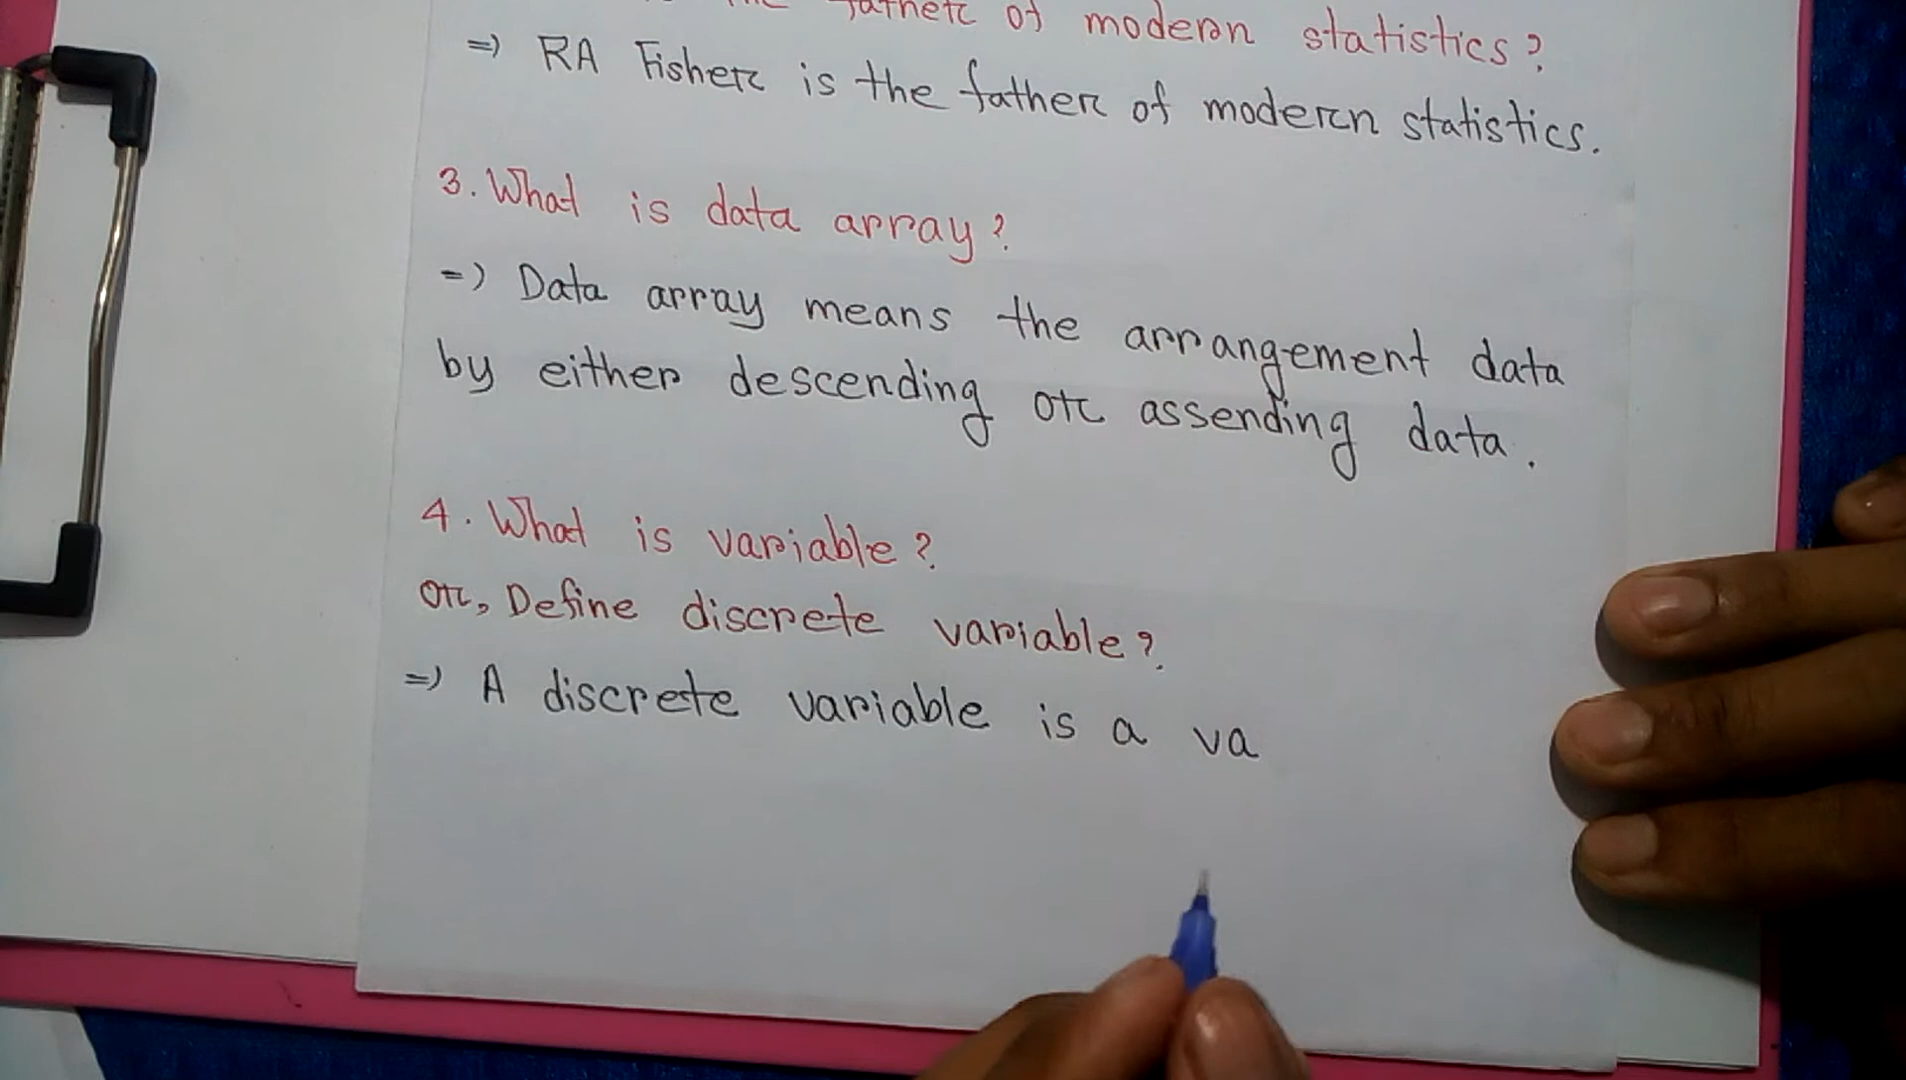 father of modern statistics?
=) RA Fisher is the father of modern statistics.
3. What is data array?
=) Data array means the arrangement data
by either descending or assending data.
4. What is variable?
Or, Define discrete variable?
=) A discrete variable is a va